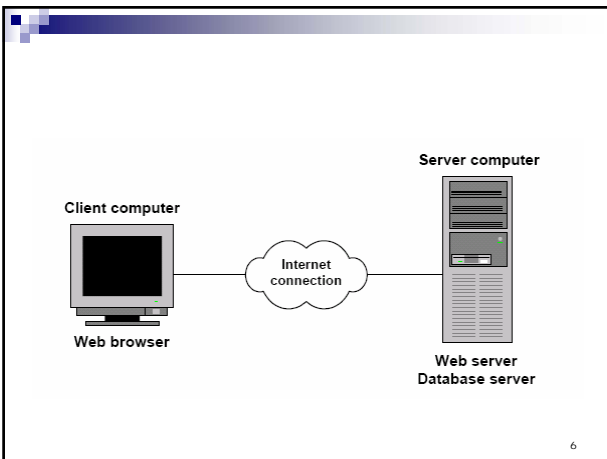 Server computer
Client computer
Internet
connection
Web browser
Web server
Database server
6